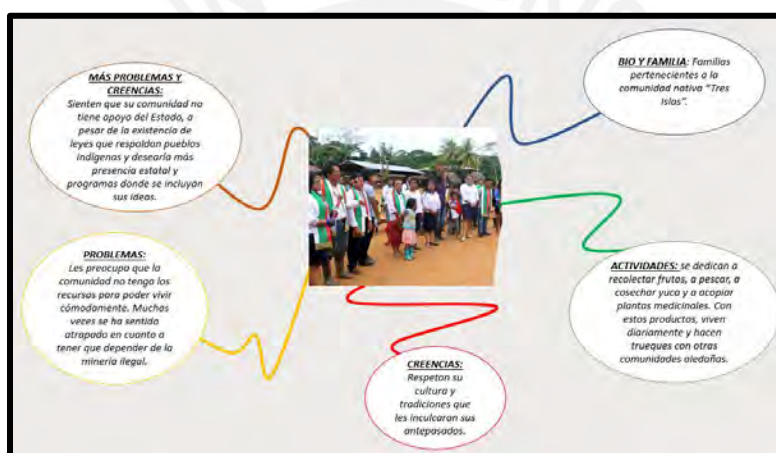 MÁS PROBLEMAS Y
CREENCIAS:
Sienten que su comunidad no
tiene apoyo del Estado, a
pesar de la existencia de
leyes que respaldan pueblos
indígenas y desearía más
presencia estatal y
programas donde se incluyan
sus ideas.
BIO Y FAMILIA: Familias
pertenecientes a la
comunidad nativa "Tres
Islas".
PROBLEMAS:
Les preocupa que la
comunidad no tenga los
recursos para poder vivir
cómodamente. Muchas
veces se ha sentido
atrapado en cuanto a
tener que depender de la
minería ilegal.
ACTIVIDADES: se dedican a
recolectar frutos, a pescar, a
cosechar yuca y a acopiar
plantas medicinales. Con
estos productos, viven
diariamente y hacen
trueques con otras
comunidades aledañas.
CREENCIAS:
Respetan su
cultura y
tradiciones que
les inculcaron sus
antepasados.